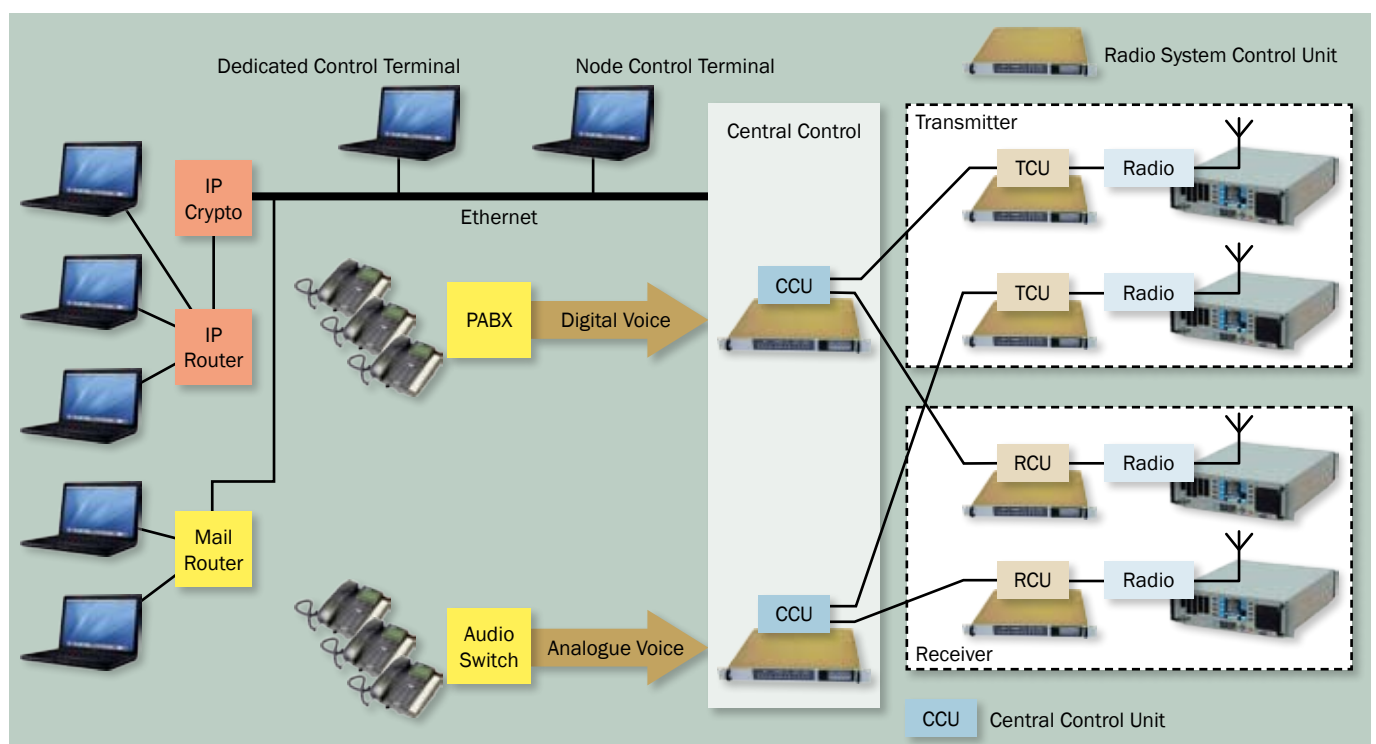 Dedicated Control Terminal
Node Control Terminal
Radio System Control Unit
Central Control
Transmitter
TCU
Radio
IP
Crypto
Ethernet
CCU
TCU
Radio
PABX
Digital Voice
IP
Router
RCU
Radio
Mail
Router
RCU
Radio
CCU
Audio
Switch
Analogue Voice
Receiver
CCU
Central Control Unit